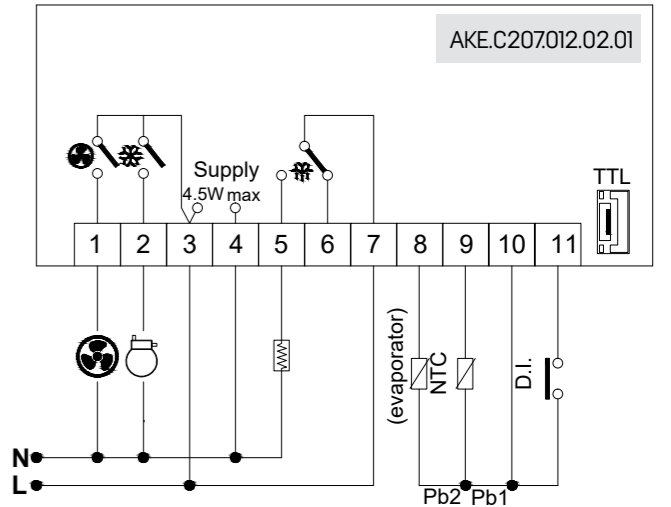 AKE.C207.012.02.01
Supply
4.5W max
TTL
1 2 3 4 5 6 7 8 9 10 11
(evaporator)
NTC
D.I.
N
L
Pb2 Pb1